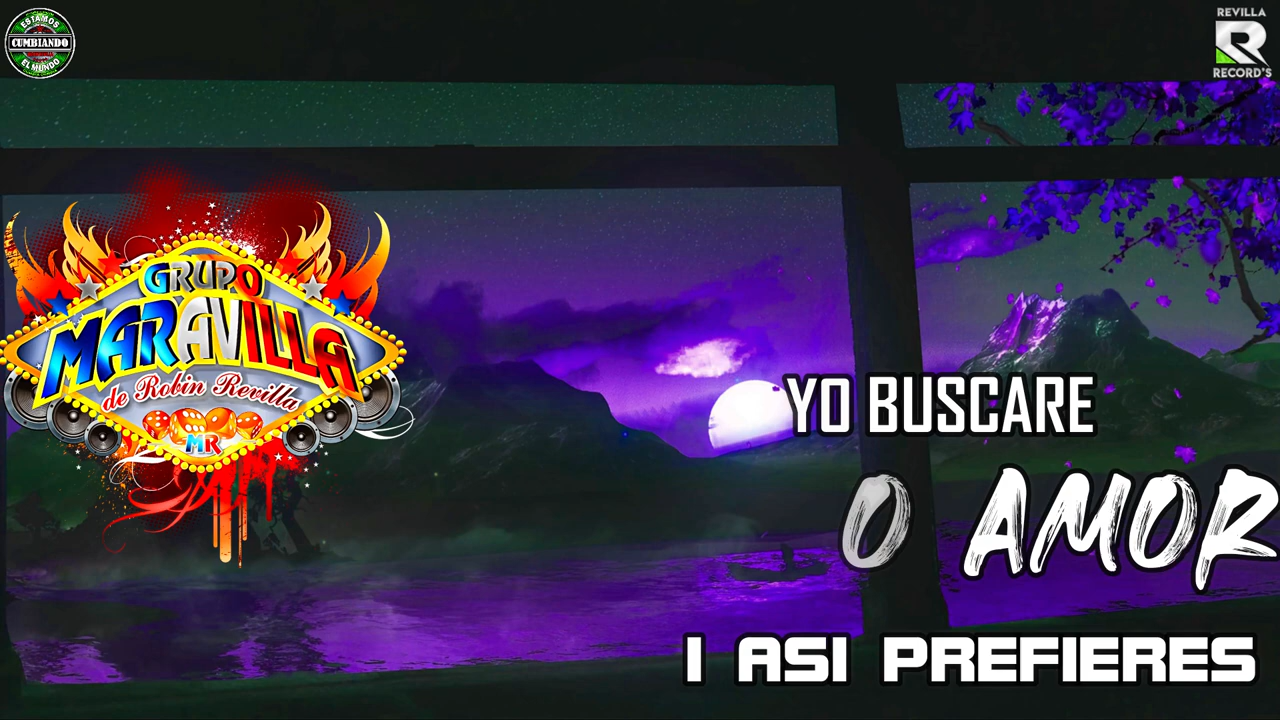 ESTAMOS
CUMBIANDO
EL MUNDO
REVILLA
R
RECORD'S
GRUPO
MARAVILLA
de Robin Revilla
MR
YO BUSCARE
O AMOR
I ASI PREFIERES